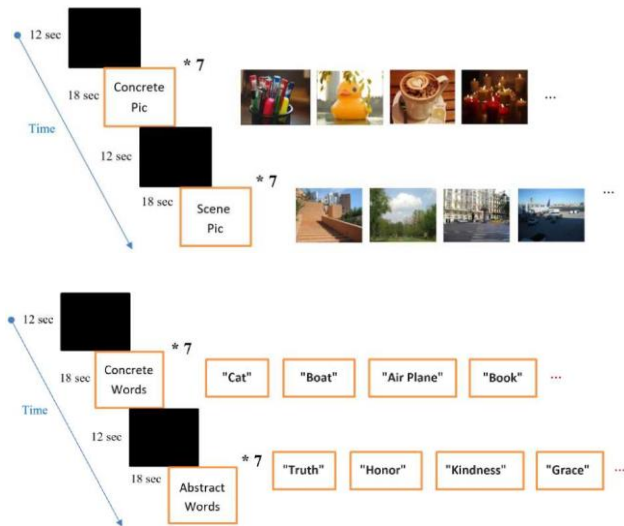 12 sec
* 7
18 sec
Concrete
Pic
...
Time
12 sec
* 7
18 sec
Scene
Pic
...
12 sec
* 7
18 sec
Concrete
Words
"Cat" "Boat" "Air Plane" "Book" ...
Time
12 sec
* 7
18 sec
Abstract
Words
"Truth" "Honor" "Kindness" "Grace" ...